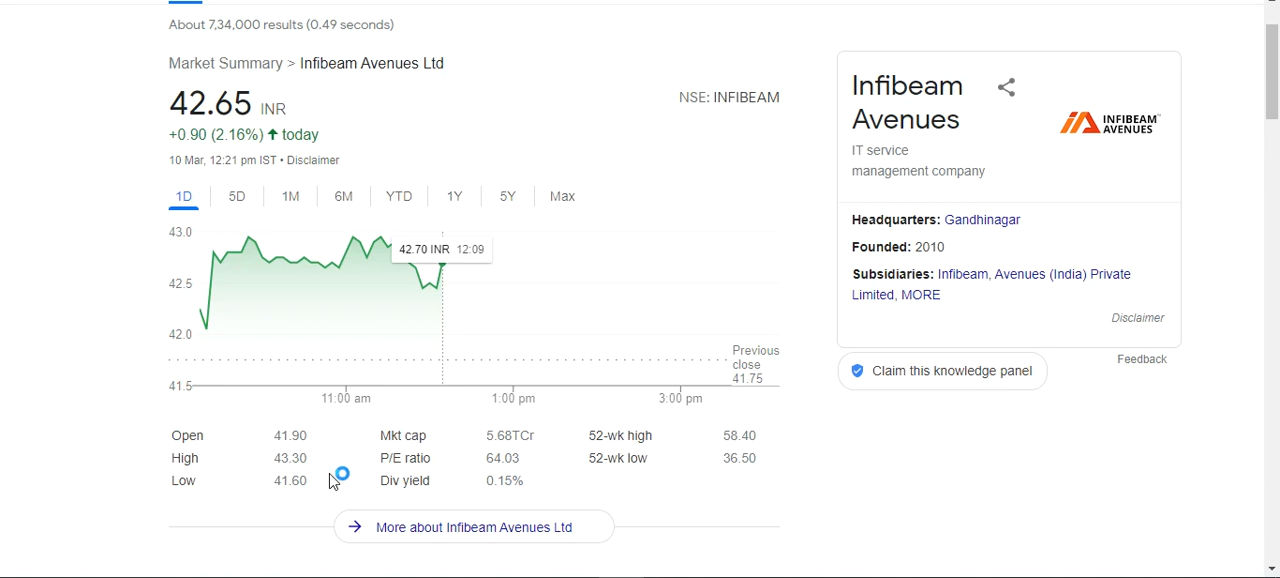 About 7,34,000 results (0.49 seconds)
Market Summary > Infibeam Avenues Ltd
42.65 INR
NSE: INFIBEAM
+0.90 (2.16%) ↑ today
10 Mar, 12:21 pm IST • Disclaimer
1D 5D 1M 6M YTD 1Y 5Y Max
43.0
42.70 INR 12:09
42.5
42.0
Previous
close
41.75
41.5
11:00 am 1:00 pm 3:00 pm
Open 41.90 Mkt cap 5.68TCr 52-wk high 58.40
High 43.30 P/E ratio 64.03 52-wk low 36.50
Low 41.60 Div yield 0.15%
→ More about Infibeam Avenues Ltd
Infibeam
Avenues
INFIBEAM
AVENUES
IT service
management company
Headquarters: Gandhinagar
Founded: 2010
Subsidiaries: Infibeam, Avenues (India) Private
Limited, MORE
Disclaimer
Feedback
Claim this knowledge panel